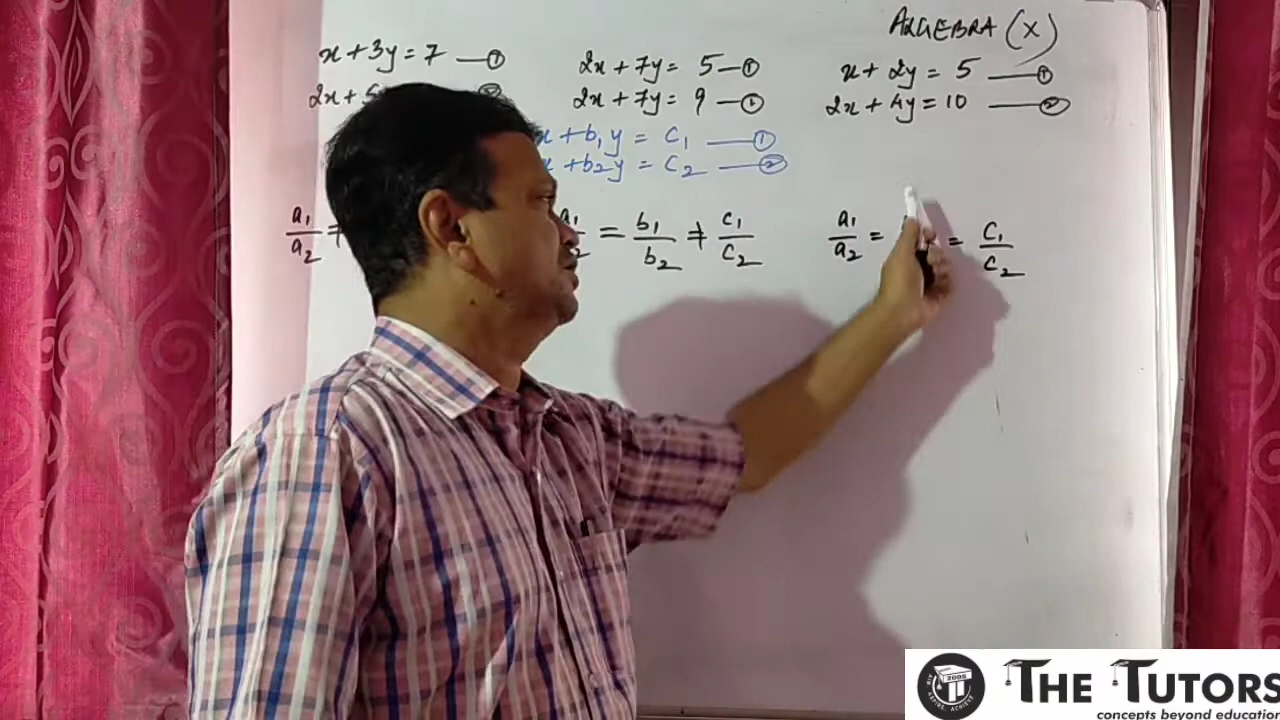 ALGEBRA (X)
x + 3y = 7 —①
2x + 7y = 5 —①
x + 2y = 5 —①
2x +
2x + 7y = 9 —②
2x + 4y = 10 —②
x + b₁y = c₁ —①
x + b₂y = c₂ —②
a₁/a₂ ≠
= b₁/b₂ ≠ c₁/c₂
a₁/a₂ =
= c₁/c₂
THE TUTORS
concepts beyond education
2005